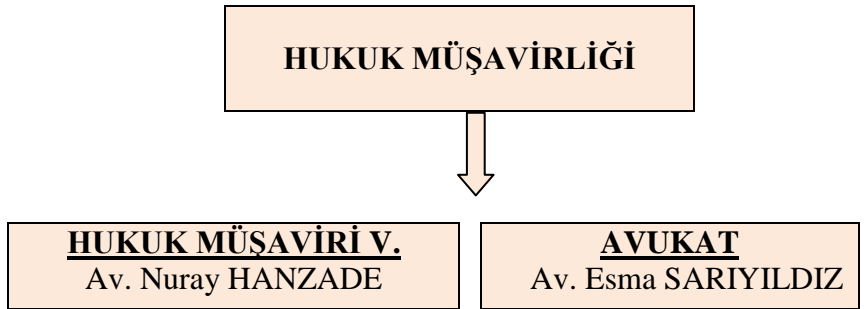 HUKUK MÜŞAVİRLİĞİ
HUKUK MÜŞAVİRİ V.
Av. Nuray HANZADE
AVUKAT
Av. Esma SARIYILDIZ